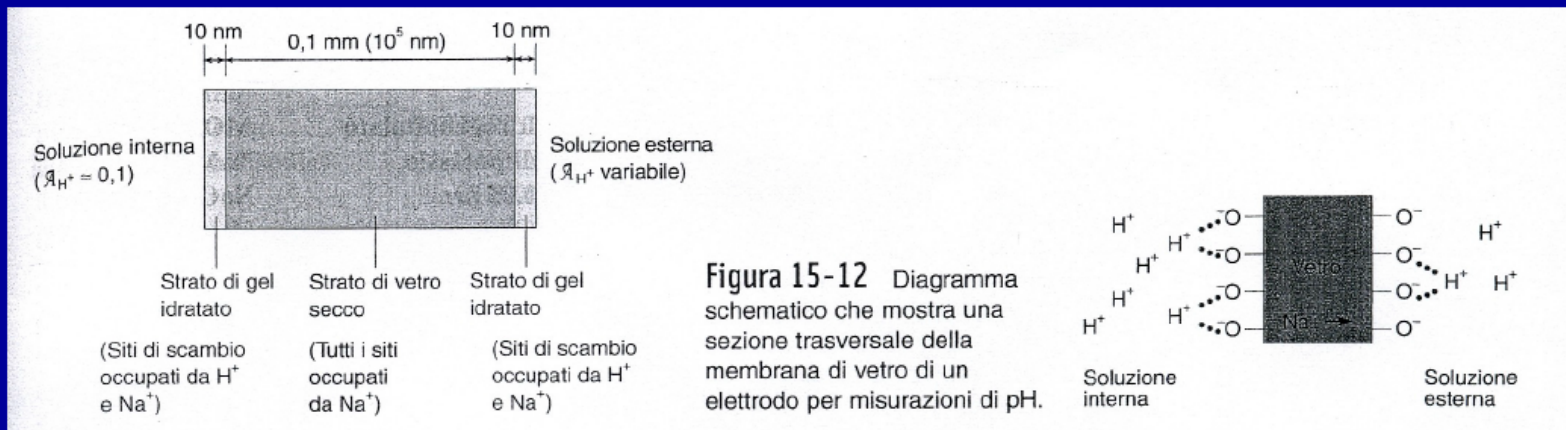 10 nm
0,1 mm (10⁵ nm)
10 nm
Soluzione interna
(𝒜H⁺ = 0,1)
Soluzione esterna
(𝒜H⁺ variabile)
Strato di gel
idratato
Strato di vetro
secco
Strato di gel
idratato
(Siti di scambio
occupati da H⁺
e Na⁺)
(Tutti i siti
occupati
da Na⁺)
(Siti di scambio
occupati da H⁺
e Na⁺)
Figura 15-12 Diagramma
schematico che mostra una
sezione trasversale della
membrana di vetro di un
elettrodo per misurazioni di pH.
H⁺
H⁺
H⁺
H⁺
H⁺
H⁺
⁻O
⁻O
⁻O
⁻O
Vetro
Na⁺
O⁻
O⁻
O⁻
O⁻
H⁺
H⁺
H⁺
Soluzione
interna
Soluzione
esterna